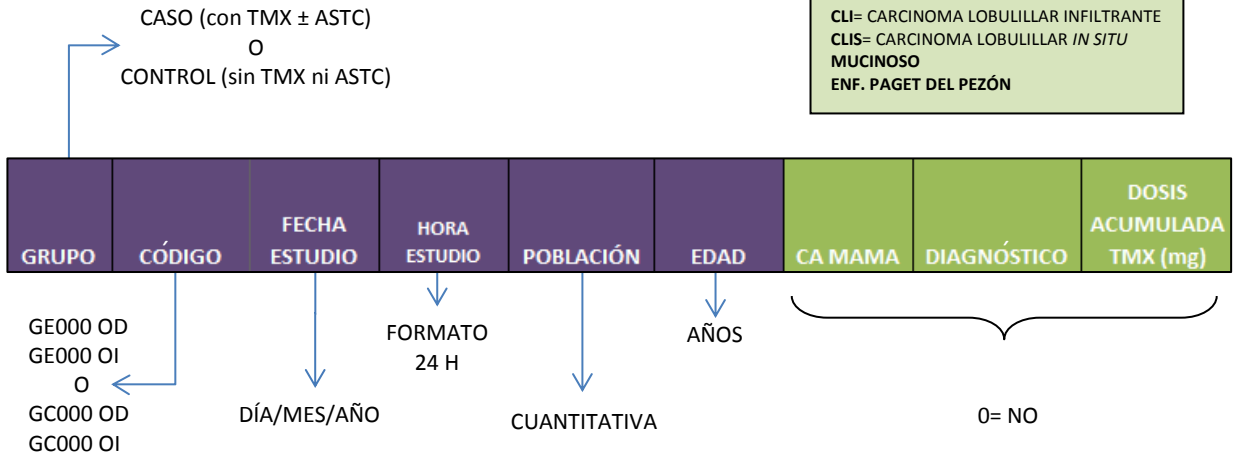 CASO (con TMX ± ASTC)
O
CONTROL (sin TMX ni ASTC)
CLI= CARCINOMA LOBULILLAR INFILTRANTE
CLIS= CARCINOMA LOBULILLAR IN SITU
MUCINOSO
ENF. PAGET DEL PEZÓN
GRUPO
CÓDIGO
FECHA
ESTUDIO
HORA
ESTUDIO
POBLACIÓN
EDAD
CA MAMA
DIAGNÓSTICO
DOSIS
ACUMULADA
TMX (mg)
GE000 OD
GE000 OI
O
GC000 OD
GC000 OI
DÍA/MES/AÑO
FORMATO
24 H
CUANTITATIVA
AÑOS
0= NO